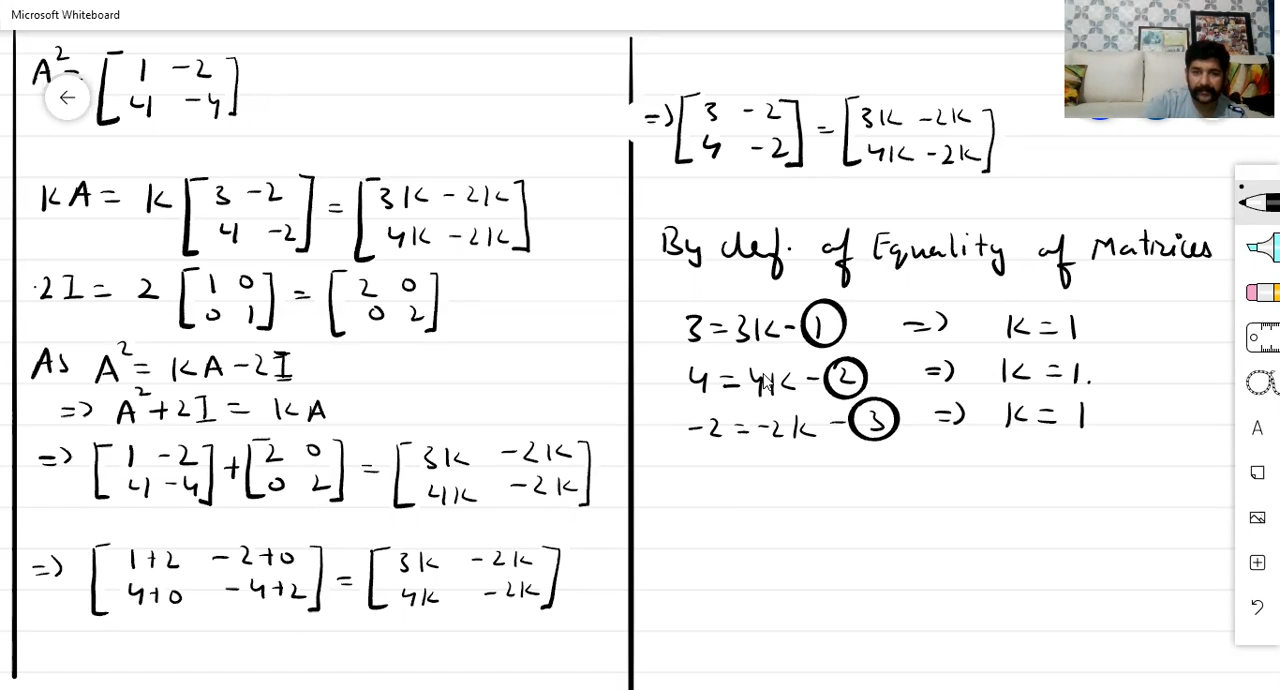 Microsoft Whiteboard
A² = [1 -2
4 -4]
KA = K [3 -2
4 -2] = [3K -2K
4K -2K]
2I = 2 [1 0
0 1] = [2 0
0 2]
As A² = KA - 2I
=> A² + 2I = KA
=> [1 -2
4 -4] + [2 0
0 2] = [3K -2K
4K -2K]
=> [1+2 -2+0
4+0 -4+2] = [3K -2K
4K -2K]
=> [3 -2
4 -2] = [3K -2K
4K -2K]
By def. of Equality of Matrices
3 = 3K - 1 => K = 1
4 = 4K - 2 => K = 1.
-2 = -2K - 3 => K = 1
A